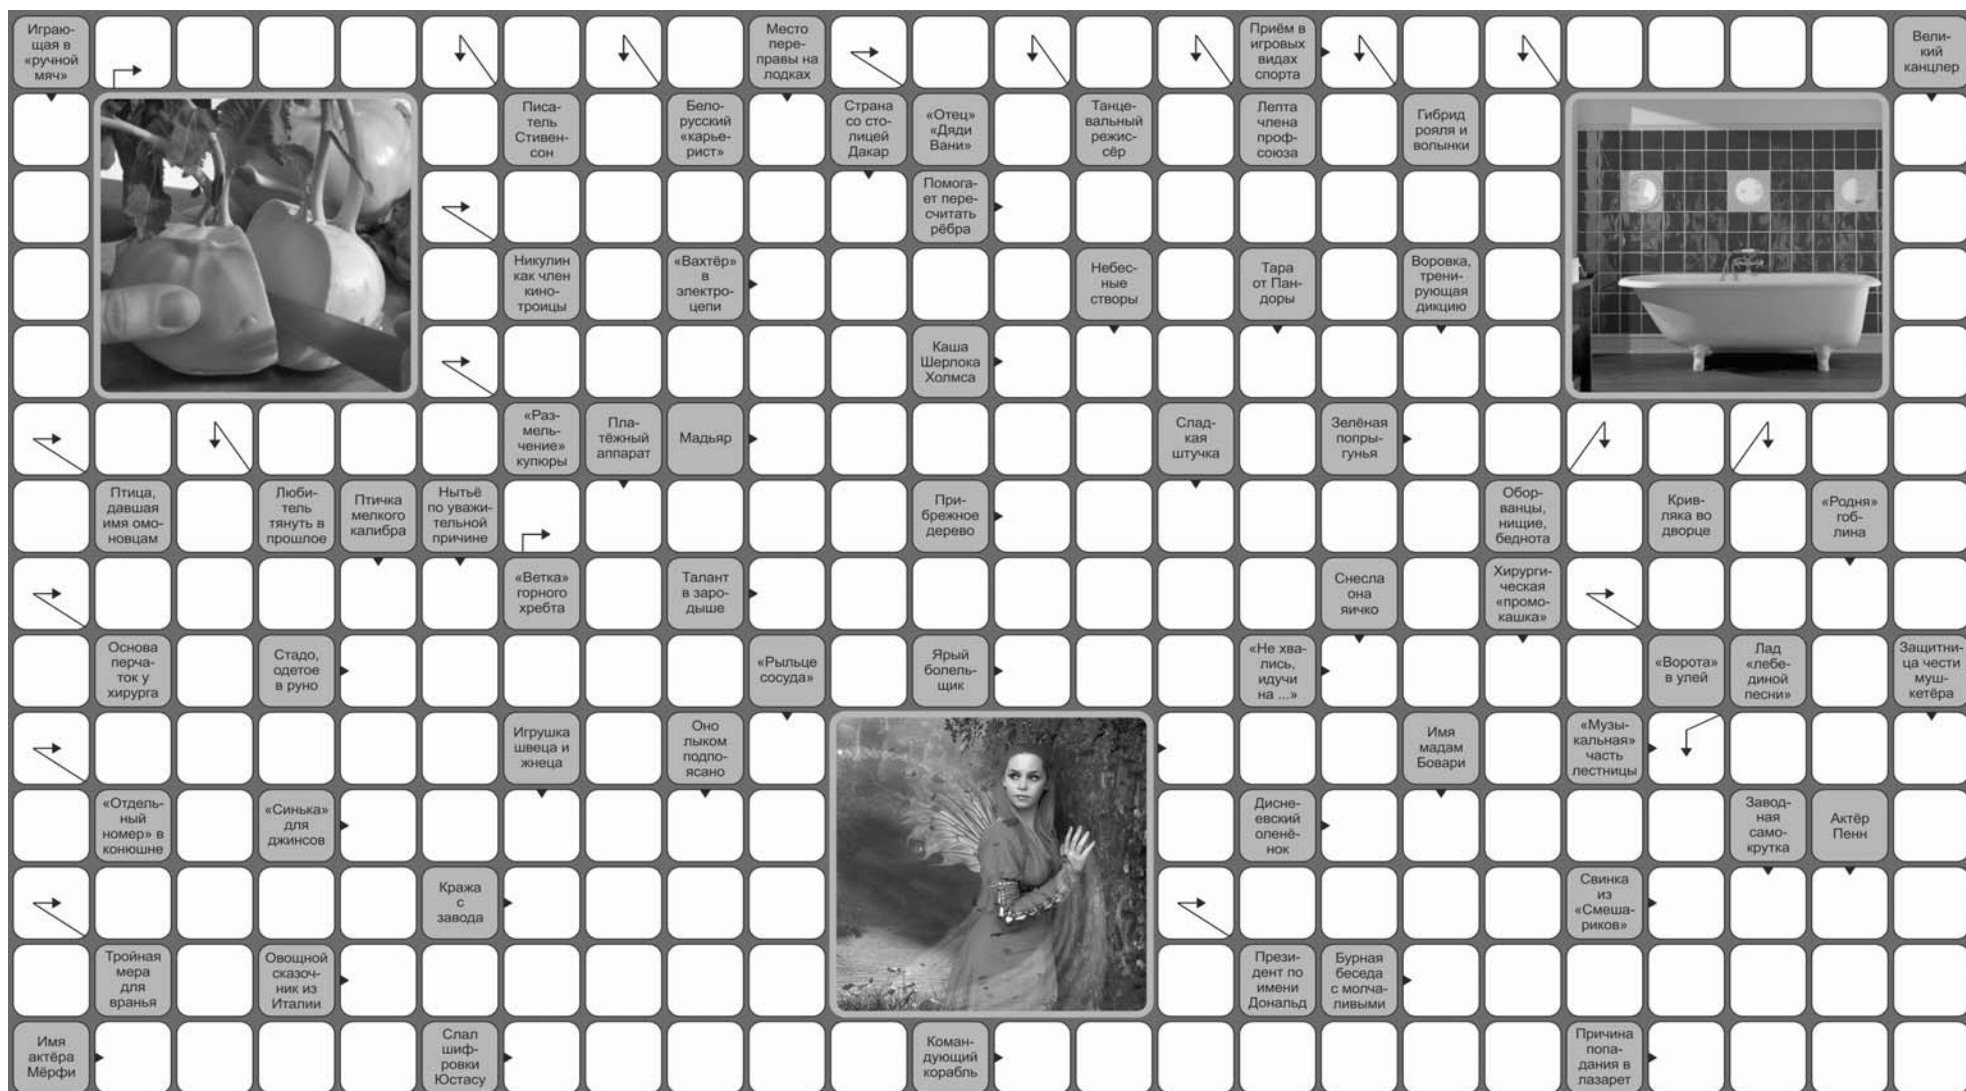 Играю-
щая в
«ручной
мяч»
Место
пере-
правы на
лодках
Приём в
игровых
видах
спорта
Вели-
кий
канцлер
Писа-
тель
Стивен-
сон
Бело-
русский
«карье-
рист»
Страна
со сто-
лицей
Дакар
«Отец»
«Дяди
Вани»
Танце-
вальный
режис-
сёр
Лепта
члена
проф-
союза
Гибрид
рояля и
волынки
Помога-
ет пере-
считать
рёбра
Никулин
как член
кино-
троицы
«Вахтёр»
в
электро-
цепи
Небес-
ные
створы
Тара
от Пан-
доры
Воровка,
трени-
рующая
дикцию
Каша
Шерлока
Холмса
«Раз-
мель-
чение»
купюры
Пла-
тёжный
аппарат
Мадьяр
Слад-
кая
штучка
Зелёная
попры-
гунья
Птица,
давшая
имя омо-
новцам
Люби-
тель
тянуть в
прошлое
Птичка
мелкого
калибра
Нытьё
по уважи-
тельной
причине
При-
брежное
дерево
Обор-
ванцы,
нищие,
беднота
Крив-
ляка во
дворце
«Родня»
гоб-
лина
«Ветка»
горного
хребта
Талант
в заро-
дыше
Снесла
она
яичко
Хирурги-
ческая
«промо-
кашка»
Основа
перча-
ток у
хирурга
Стадо,
одетое
в руно
«Рыльце
сосуда»
Ярый
болель-
щик
«Не хва-
лись,
идучи
на ...»
«Ворота»
в улей
Лад
«лебе-
диной
песни»
Защитни-
ца чести
муш-
кетёра
Игрушка
швеца и
жнеца
Оно
лыком
подпо-
ясано
Имя
мадам
Бовари
«Музы-
кальная»
часть
лестницы
«Отдель-
ный
номер» в
конюшне
«Синька»
для
джинсов
Дисне-
евский
оленё-
нок
Завод-
ная
само-
крутка
Актёр
Пенн
Кража
с
завода
Свинка
из
«Смеша-
риков»
Тройная
мера
для
вранья
Овощной
сказоч-
ник из
Италии
Прези-
дент по
имени
Дональд
Бурная
беседа
с молча-
ливыми
Имя
актёра
Мёрфи
Слал
шиф-
ровки
Юстасу
Коман-
дующий
корабль
Причина
попа-
дания в
лазарет